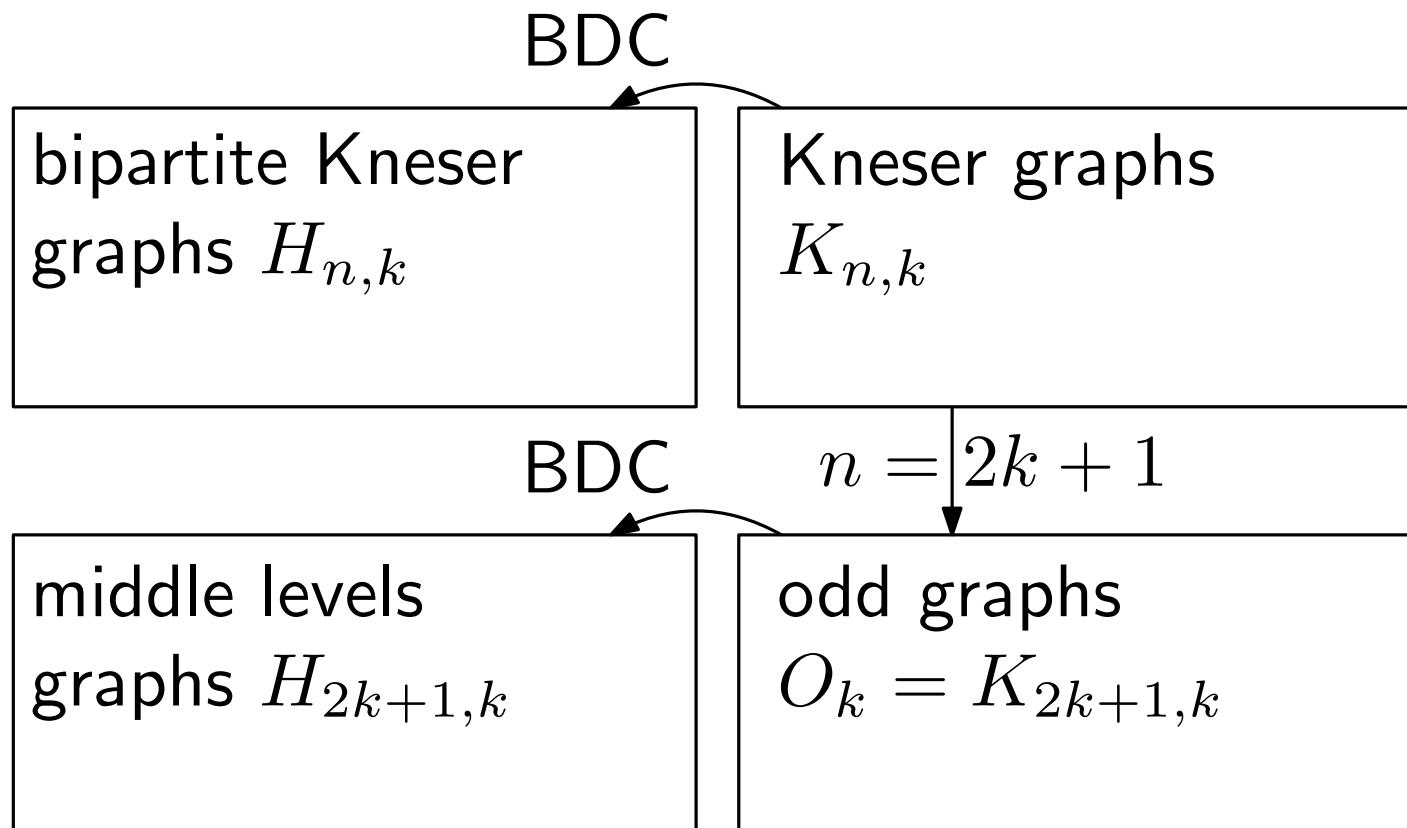 BDC
bipartite Kneser
graphs $H_{n,k}$
Kneser graphs
$K_{n,k}$
BDC
$n = 2k + 1$
middle levels
graphs $H_{2k+1,k}$
odd graphs
$O_k = K_{2k+1,k}$